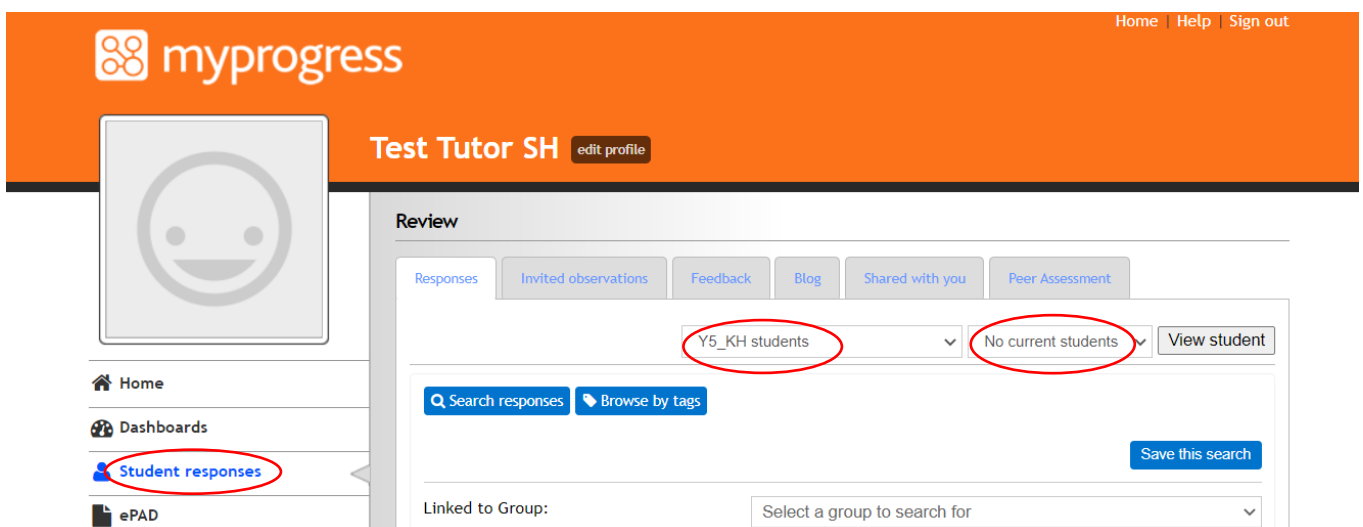 Home | Help | Sign out
myprogress
Test Tutor SH edit profile
Review
Responses Invited observations Feedback Blog Shared with you Peer Assessment
Y5_KH students No current students View student
Home
Search responses Browse by tags
Dashboards
Save this search
Student responses
Linked to Group: Select a group to search for
ePAD